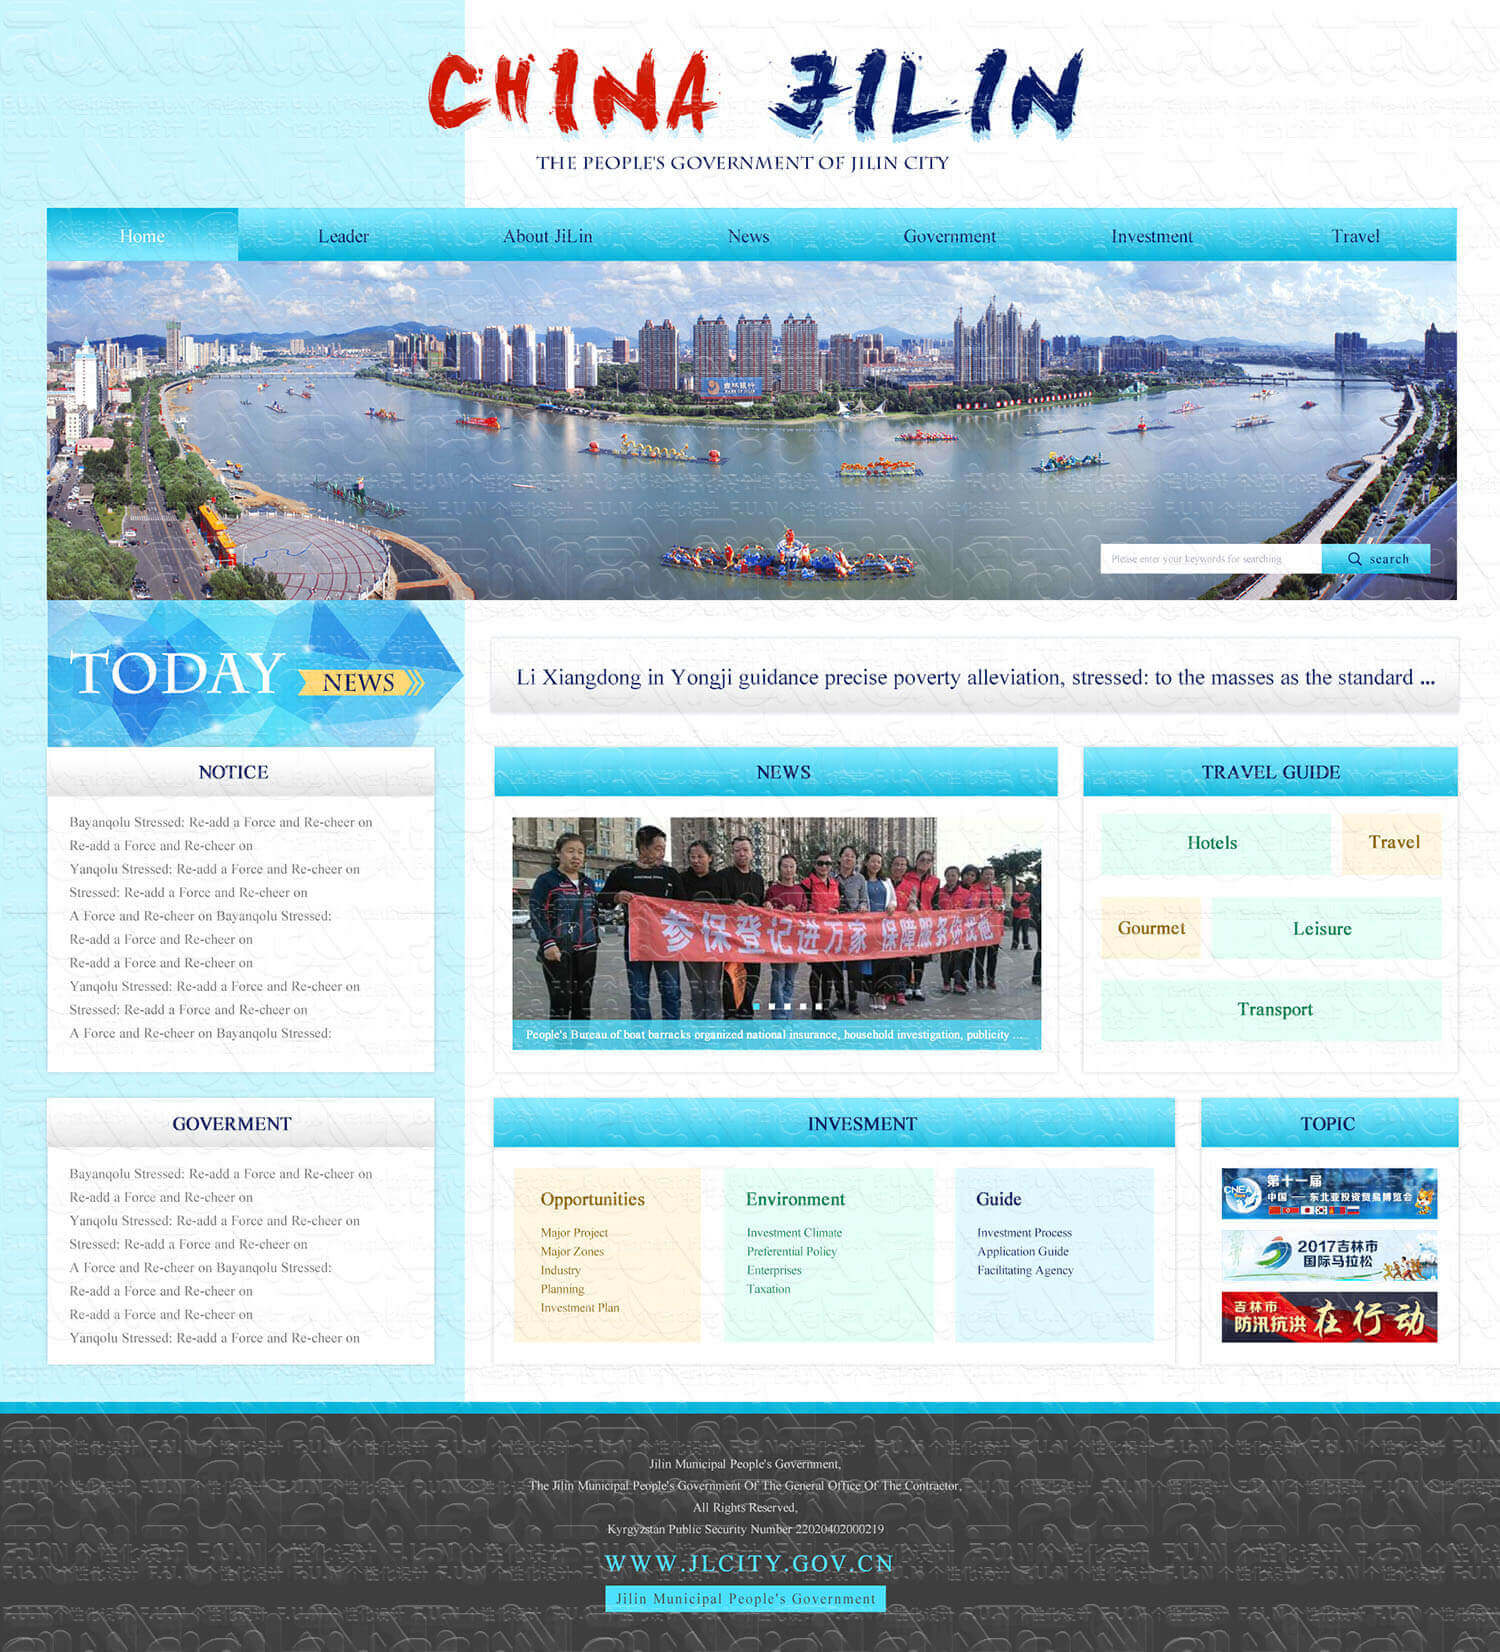 CHINA JILIN
THE PEOPLE'S GOVERNMENT OF JILIN CITY
Home
Leader
About JiLin
News
Government
Investment
Travel
吉林银行
BANK OF JILIN
Please enter your keywords for searching
search
TODAY
NEWS
Li Xiangdong in Yongji guidance precise poverty alleviation, stressed: to the masses as the standard ...
NOTICE
Bayanqolu Stressed: Re-add a Force and Re-cheer on
Re-add a Force and Re-cheer on
Yanqolu Stressed: Re-add a Force and Re-cheer on
Stressed: Re-add a Force and Re-cheer on
A Force and Re-cheer on Bayanqolu Stressed:
Re-add a Force and Re-cheer on
Re-add a Force and Re-cheer on
Yanqolu Stressed: Re-add a Force and Re-cheer on
Stressed: Re-add a Force and Re-cheer on
A Force and Re-cheer on Bayanqolu Stressed:
NEWS
参保登记进万家 保障服务你我他
People's Bureau of boat barracks organized national insurance, household investigation, publicity ...
TRAVEL GUIDE
Hotels
Travel
Gourmet
Leisure
Transport
GOVERMENT
Bayanqolu Stressed: Re-add a Force and Re-cheer on
Re-add a Force and Re-cheer on
Yanqolu Stressed: Re-add a Force and Re-cheer on
Stressed: Re-add a Force and Re-cheer on
A Force and Re-cheer on Bayanqolu Stressed:
Re-add a Force and Re-cheer on
Re-add a Force and Re-cheer on
Yanqolu Stressed: Re-add a Force and Re-cheer on
INVESMENT
Opportunities
Major Project
Major Zones
Industry
Planning
Investment Plan
Environment
Investment Climate
Preferential Policy
Enterprises
Taxation
Guide
Investment Process
Application Guide
Facilitating Agency
TOPIC
CNEA
第十一届
中国 — 东北亚投资贸易博览会
2017吉林市
国际马拉松
吉林市
防汛抗洪
在行动
Jilin Municipal People's Government,
The Jilin Municipal People's Government Of The General Office Of The Contractor,
All Rights Reserved,
Kyrgyzstan Public Security Number 22020402000219
WWW.JLCITY.GOV.CN
Jilin Municipal People's Government
F.U.N 个性化设计